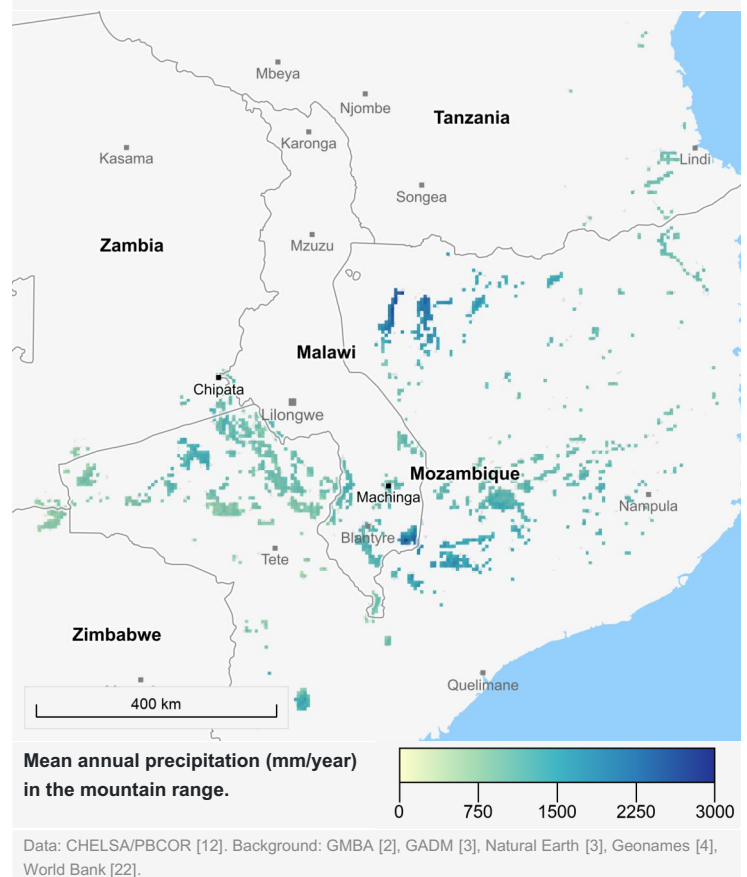 Mbeya
Njombe
Tanzania
Karonga
Kasama
Lindi
Songea
Zambia
Mzuzu
Malawi
Chipata
Lilongwe
Mozambique
Machinga
Nampula
Blantyre
Tete
Zimbabwe
Quelimane
400 km
Mean annual precipitation (mm/year)
in the mountain range.
0 750 1500 2250 3000
Data: CHELSA/PBCOR [12]. Background: GMBA [2], GADM [3], Natural Earth [3], Geonames [4],
World Bank [22].